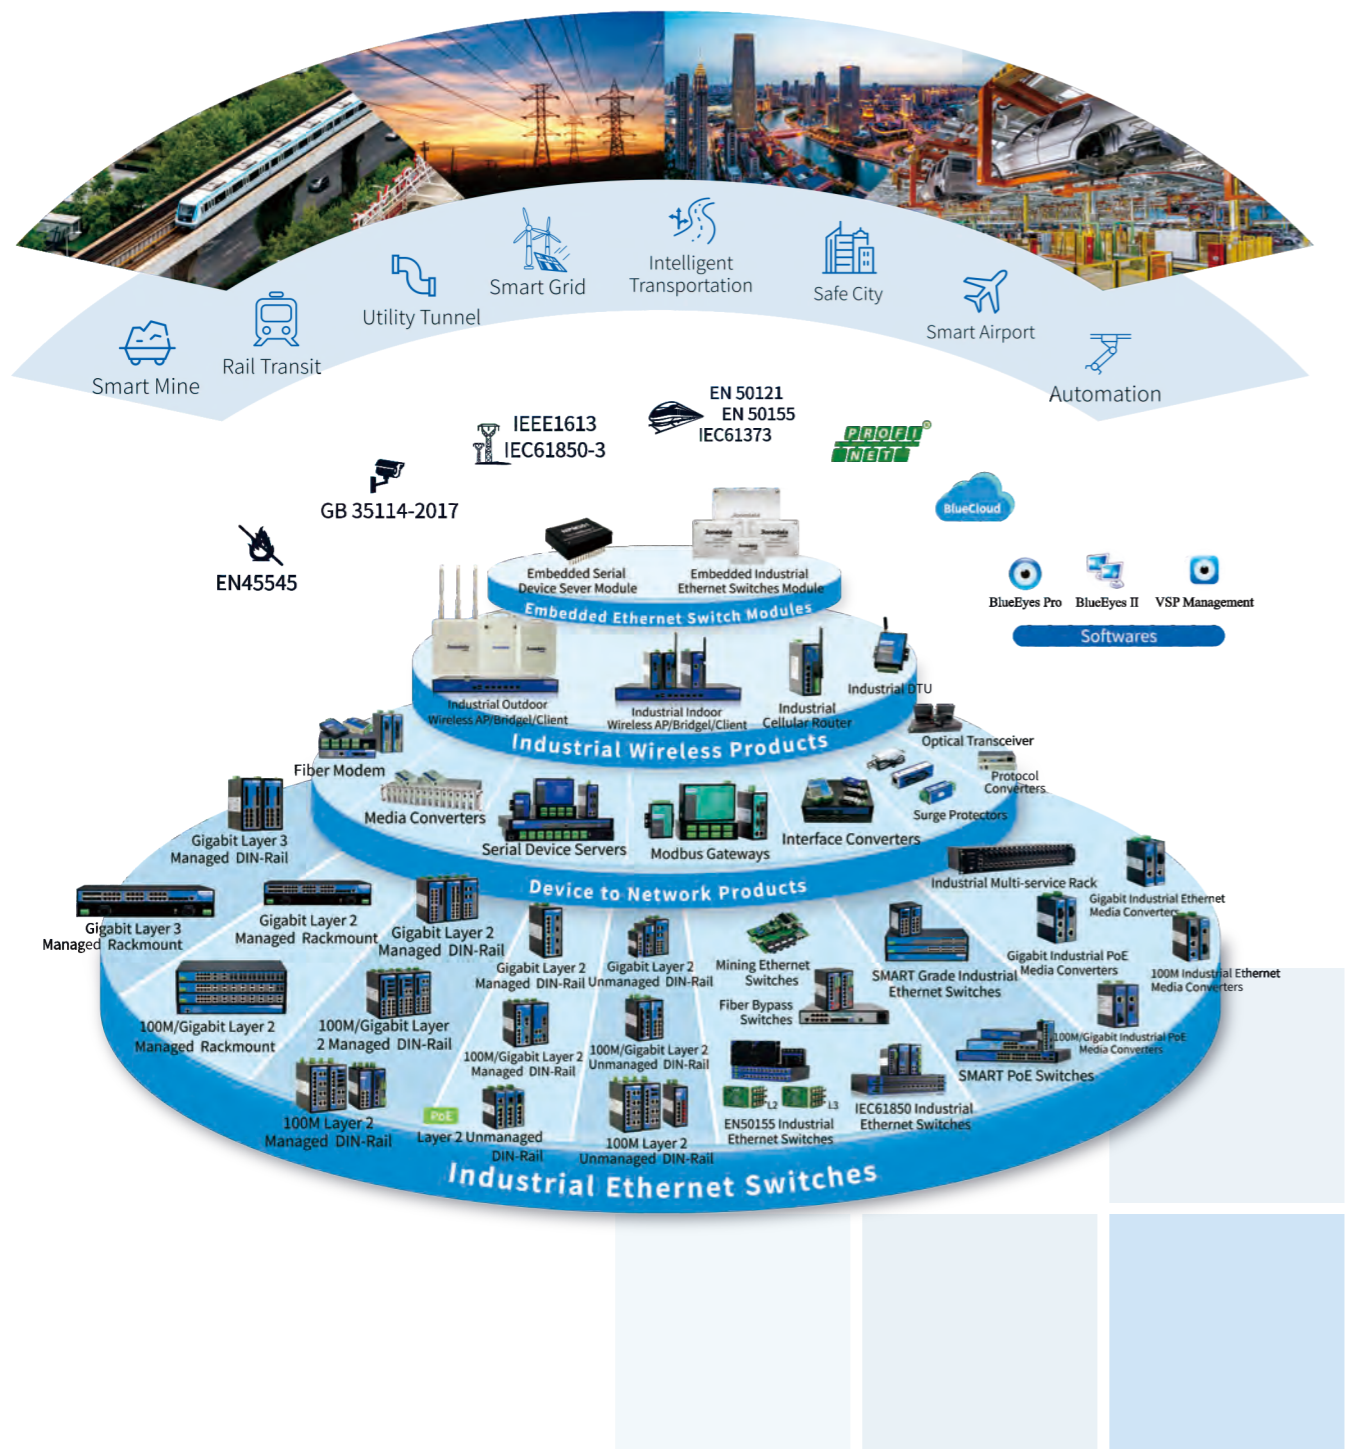 Smart Mine
Rail Transit
Utility Tunnel
Smart Grid
Intelligent
Transportation
Safe City
Smart Airport
Automation
EN45545
GB 35114-2017
IEEE1613
IEC61850-3
EN 50121
EN 50155
IEC61373
PROFI
NET
®
BlueCloud
BlueEyes Pro
BlueEyes II
VSP Management
Softwares
Embedded Serial
Device Sever Module
Embedded Industrial
Ethernet Switches Module
Embedded Ethernet Switch Modules
Industrial Outdoor
Wireless AP/Bridgel/Client
Industrial Indoor
Wireless AP/Bridgel/Client
Industrial
Cellular Router
Industrial DTU
Industrial Wireless Products
Fiber Modem
Media Converters
Serial Device Servers
Modbus Gateways
Interface Converters
Optical Transceiver
Protocol
Converters
Surge Protectors
Device to Network Products
Gigabit Layer 3
Managed DIN-Rail
Gigabit Layer 3
Managed Rackmount
Gigabit Layer 2
Managed Rackmount
Gigabit Layer 2
Managed DIN-Rail
Gigabit Layer 2
Managed DIN-Rail
Gigabit Layer 2
Unmanaged DIN-Rail
Mining Ethernet
Switches
Fiber Bypass
Switches
SMART Grade Industrial
Ethernet Switches
Industrial Multi-service Rack
Gigabit Industrial Ethernet
Media Converters
Gigabit Industrial PoE
Media Converters
100M Industrial Ethernet
Media Converters
100M/Gigabit Layer 2
Managed Rackmount
100M/Gigabit Layer
2 Managed DIN-Rail
100M/Gigabit Layer 2
Managed DIN-Rail
100M/Gigabit Layer 2
Unmanaged DIN-Rail
100M/Gigabit Industrial PoE
Media Converters
SMART PoE Switches
100M Layer 2
Managed DIN-Rail
PoE
Layer 2 Unmanaged
DIN-Rail
100M Layer 2
Unmanaged DIN-Rail
L2
L3
EN50155 Industrial
Ethernet Switches
IEC61850 Industrial
Ethernet Switches
Industrial Ethernet Switches